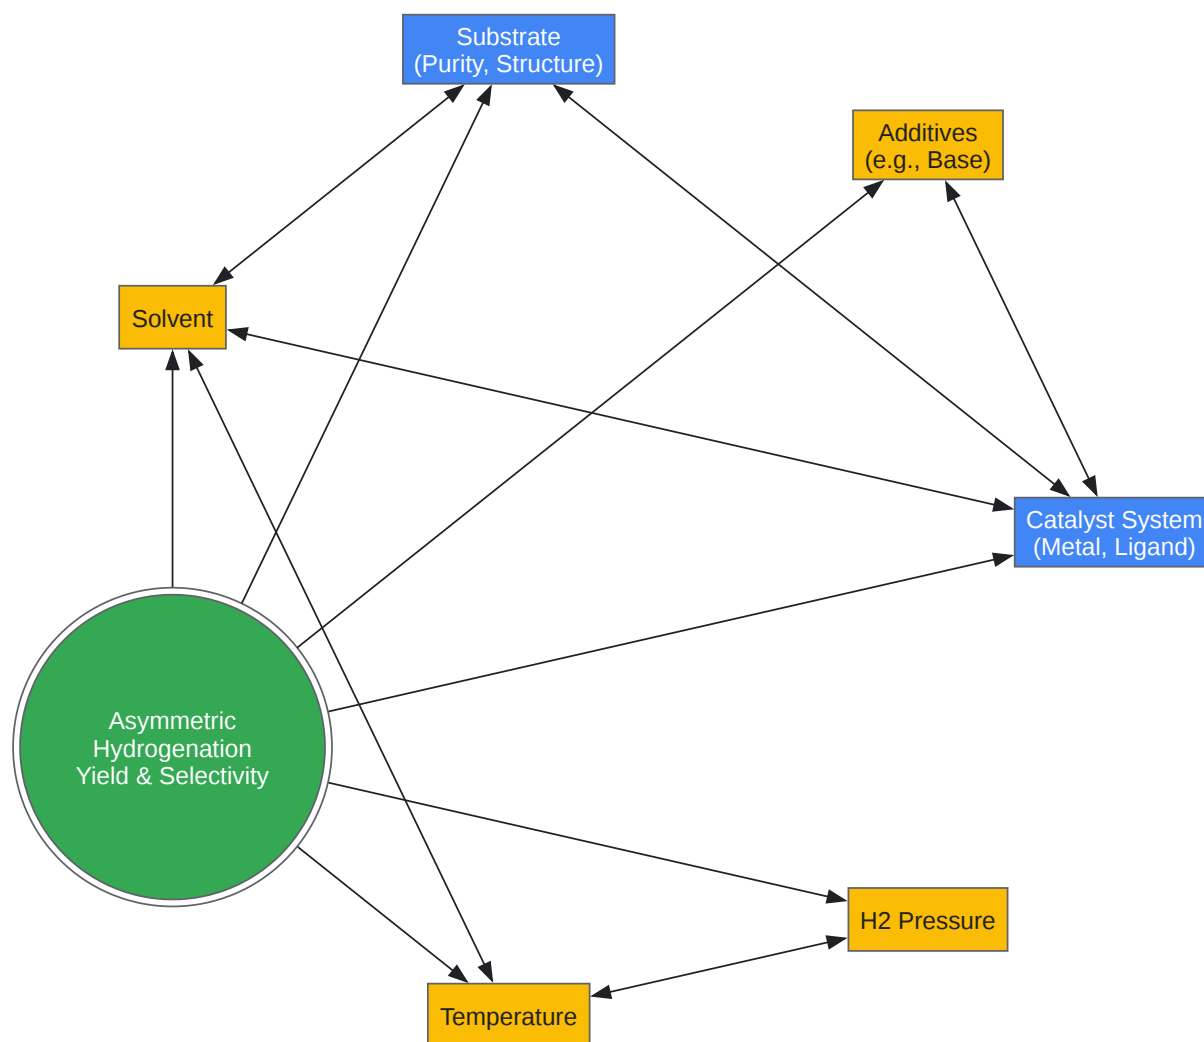 Substrate
(Purity, Structure)
Additives
(e.g., Base)
Solvent
Catalyst System
(Metal, Ligand)
Asymmetric
Hydrogenation
Yield & Selectivity
H2 Pressure
Temperature